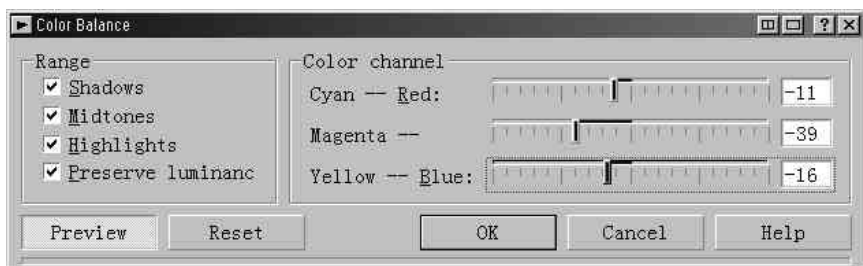 Color Balance
Range
Shadows
Midtones
Highlights
Preserve luminanc
Color channel
Cyan -- Red: -11
Magenta -- -39
Yellow -- Blue: -16
Preview Reset OK Cancel Help